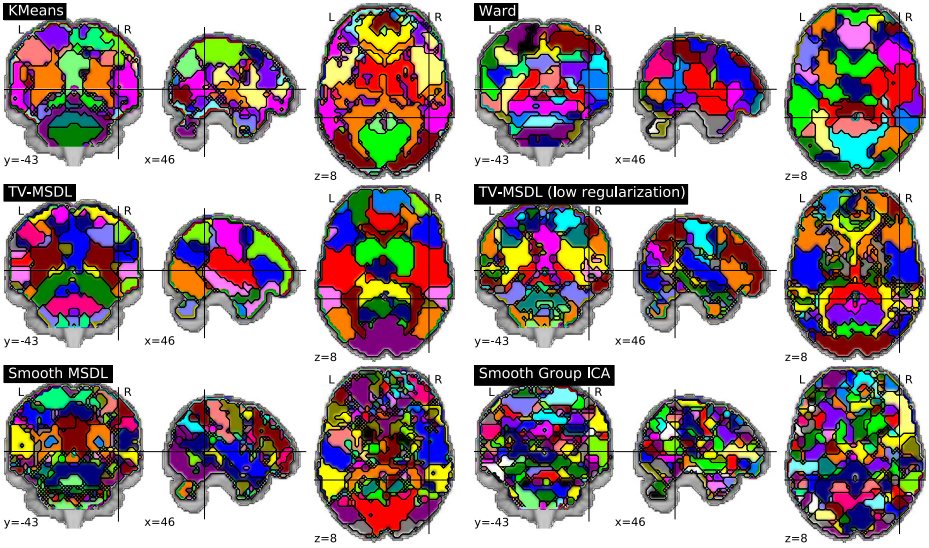 KMeans
L R
y=-43
x=46
L R
z=8
Ward
L R
y=-43
x=46
L R
z=8
TV-MSDL
L R
y=-43
x=46
L R
z=8
TV-MSDL (low regularization)
L R
y=-43
x=46
L R
z=8
Smooth MSDL
L R
y=-43
x=46
L R
z=8
Smooth Group ICA
L R
y=-43
x=46
L R
z=8